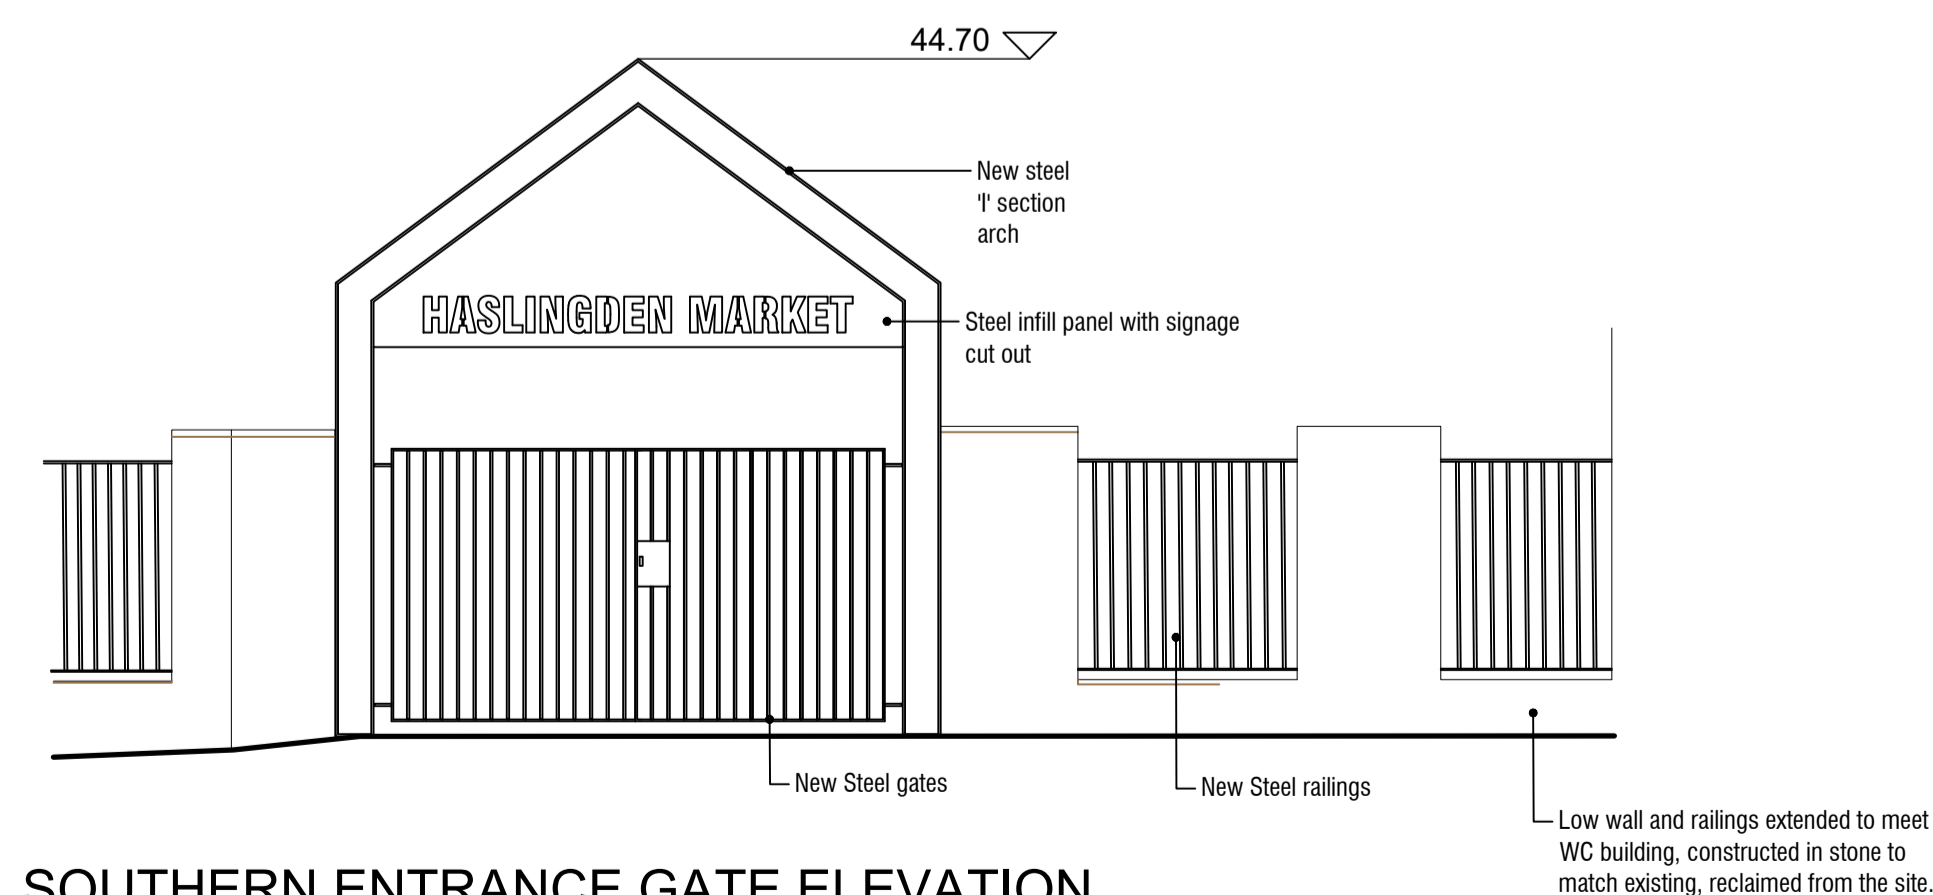 44.70
New steel
'I' section
arch
HASLINGDEN MARKET
Steel infill panel with signage
cut out
New Steel gates
New Steel railings
Low wall and railings extended to meet
WC building, constructed in stone to
match existing, reclaimed from the site.
SOUTHERN ENTRANCE GATE ELEVATION